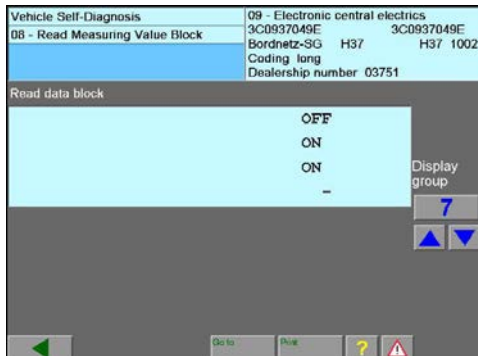 Vehicle Self-Diagnosis
08 - Read Measuring Value Block
09 - Electronic central electrics
3C0937049E 3C0937049E
Bordnetz-SG H37 H37 1002
Coding long
Dealership number 03751
Read data block
OFF
ON
ON
–
Display
group
7
Go to
Print
?